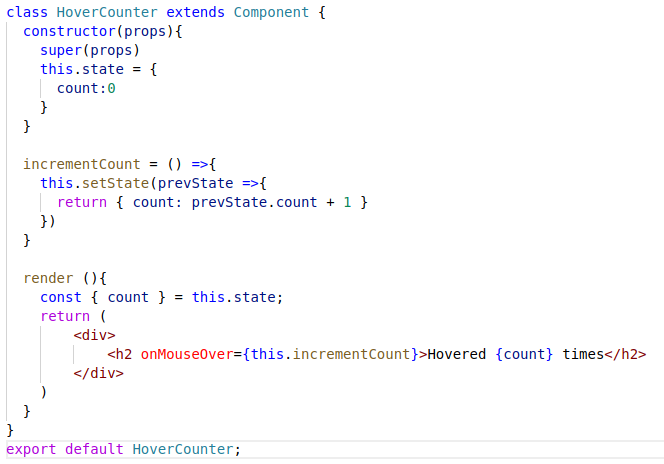 class HoverCounter extends Component {
  constructor(props){
    super(props)
    this.state = {
      count:0
    }
  }

  incrementCount = () =>{
    this.setState(prevState =>{
      return { count: prevState.count + 1 }
    })
  }

  render (){
    const { count } = this.state;
    return (
        <div>
            <h2 onMouseOver={this.incrementCount}>Hovered {count} times</h2>
        </div>
    )
  }
}
export default HoverCounter;